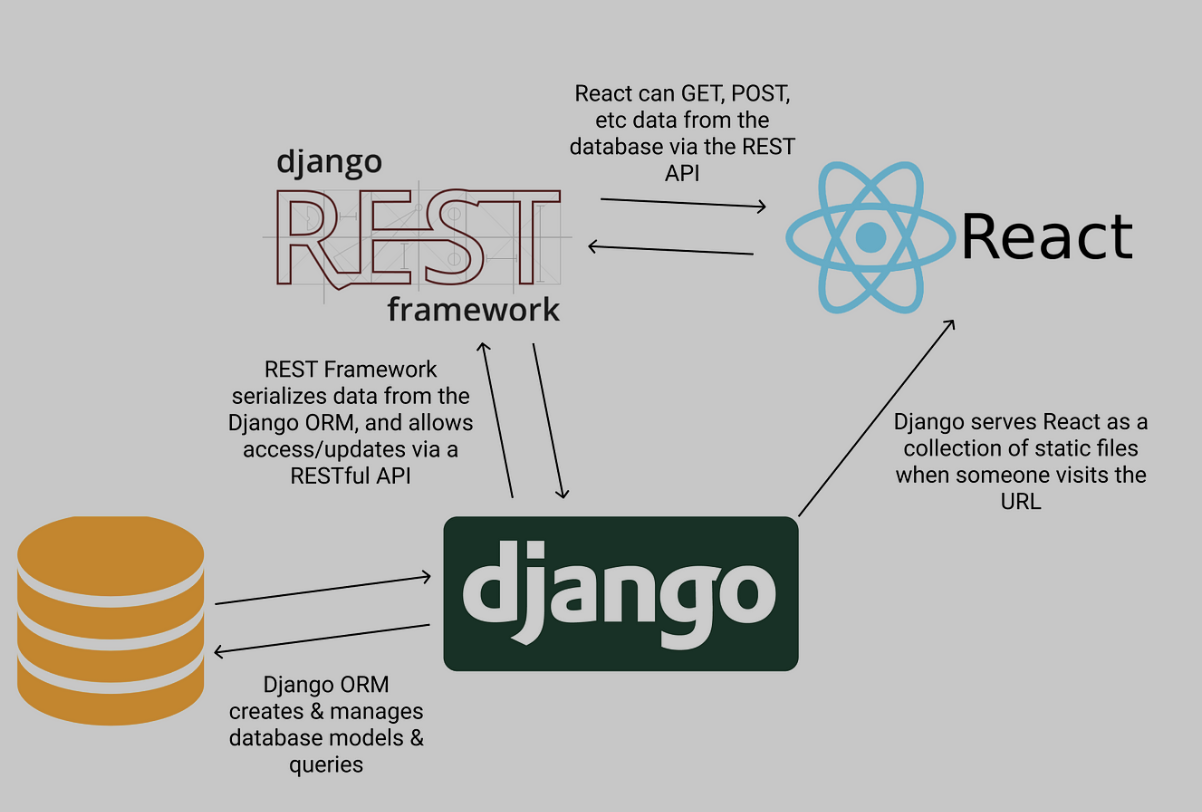 React can GET, POST,
etc data from the
database via the REST
API
django
REST
framework
React
REST Framework
serializes data from the
Django ORM, and allows
access/updates via a
RESTful API
Django serves React as a
collection of static files
when someone visits the
URL
django
Django ORM
creates & manages
database models &
queries